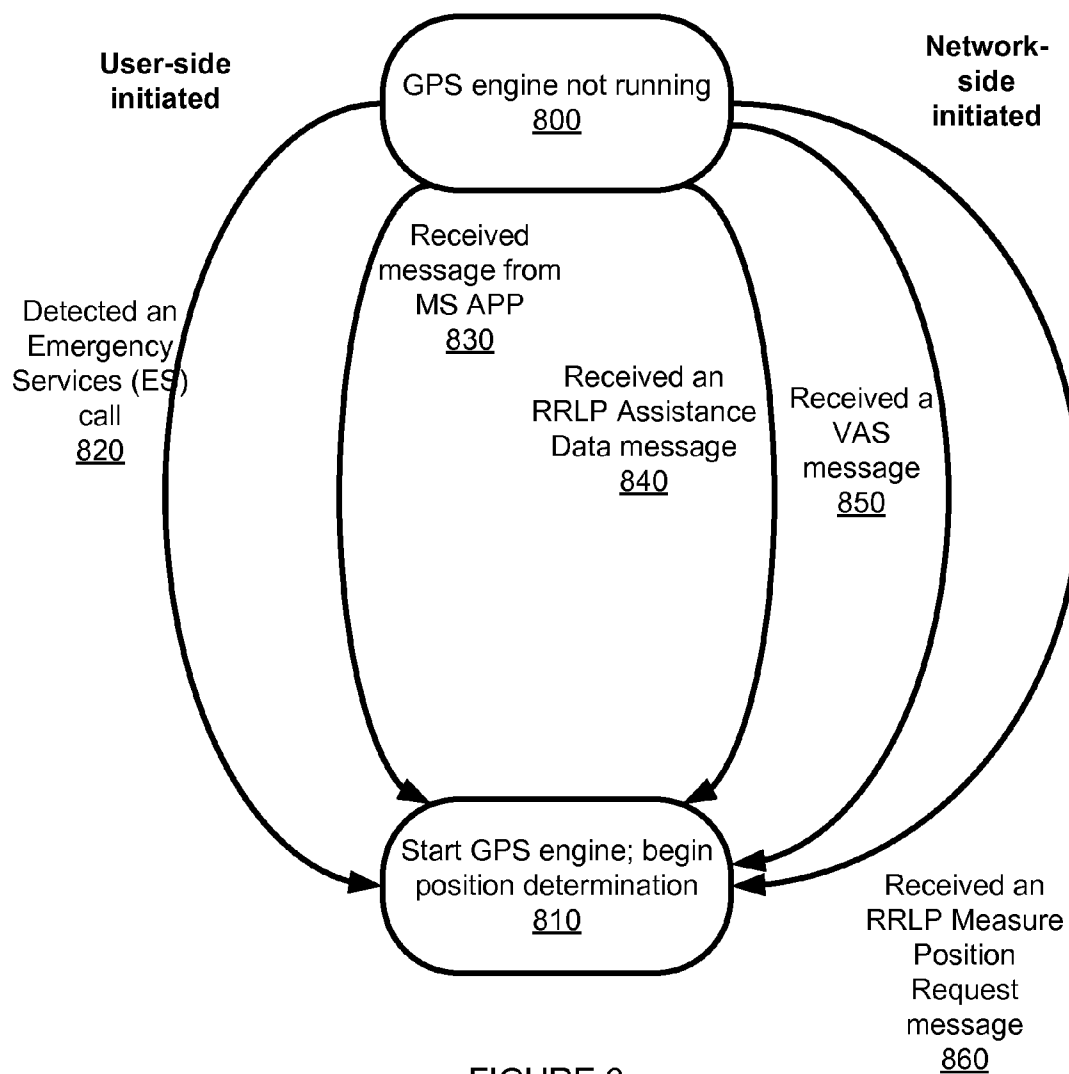 User-side
initiated
GPS engine not running
800
Network-
side
initiated
Received
message from
MS APP
830
Detected an
Emergency
Services (ES)
call
820
Received an
RRLP Assistance
Data message
840
Received a
VAS
message
850
Start GPS engine; begin
position determination
810
Received an
RRLP Measure
Position
Request
message
860
FIGURE